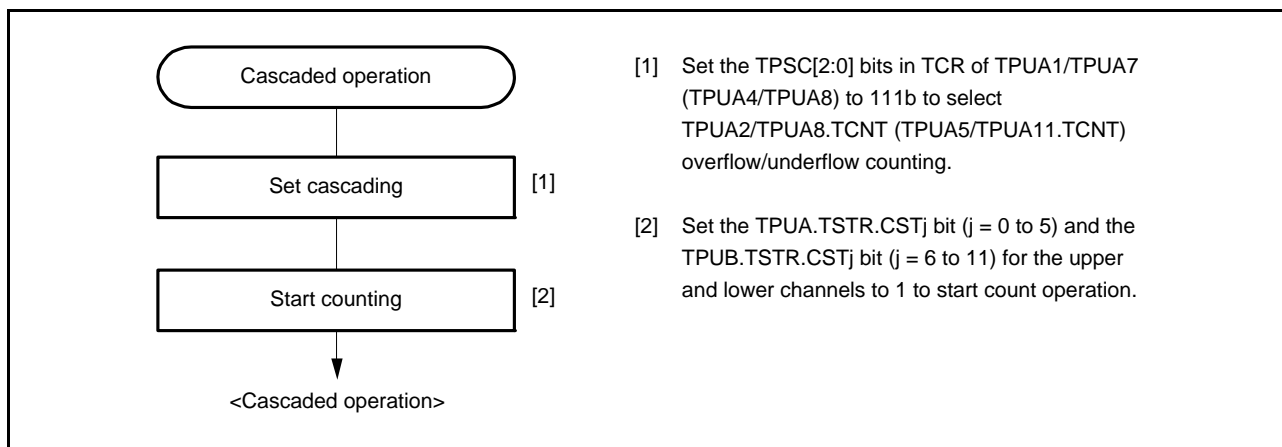 Cascaded operation
Set cascading
[1]
Start counting
[2]
<Cascaded operation>
[1] Set the TPSC[2:0] bits in TCR of TPUA1/TPUA7
(TPUA4/TPUA8) to 111b to select
TPUA2/TPUA8.TCNT (TPUA5/TPUA11.TCNT)
overflow/underflow counting.
[2] Set the TPUA.TSTR.CSTj bit (j = 0 to 5) and the
TPUB.TSTR.CSTj bit (j = 6 to 11) for the upper
and lower channels to 1 to start count operation.